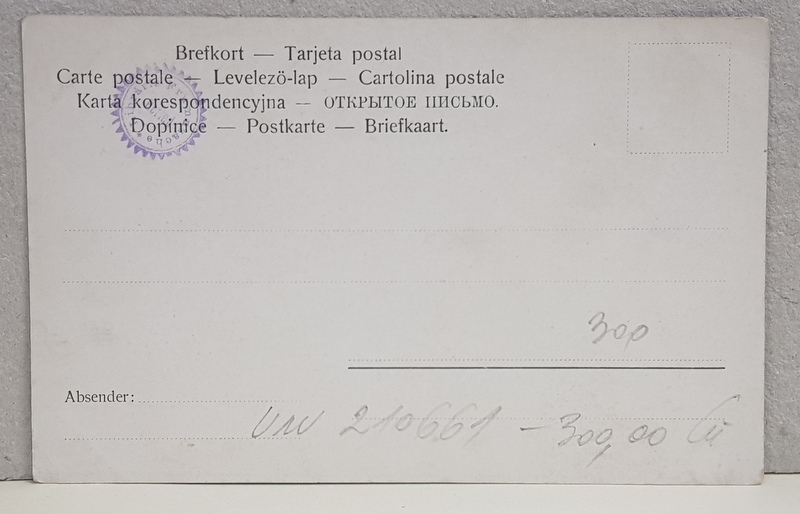 Brefkort — Tarjeta postal
Carte postale — Levelezö-lap — Cartolina postale
Karta korespondencyjna — ОТКРЫТОЕ ПИСЬМО.
Dopinice — Postkarte — Briefkaart.
300
Absender:
210661 – 300,00